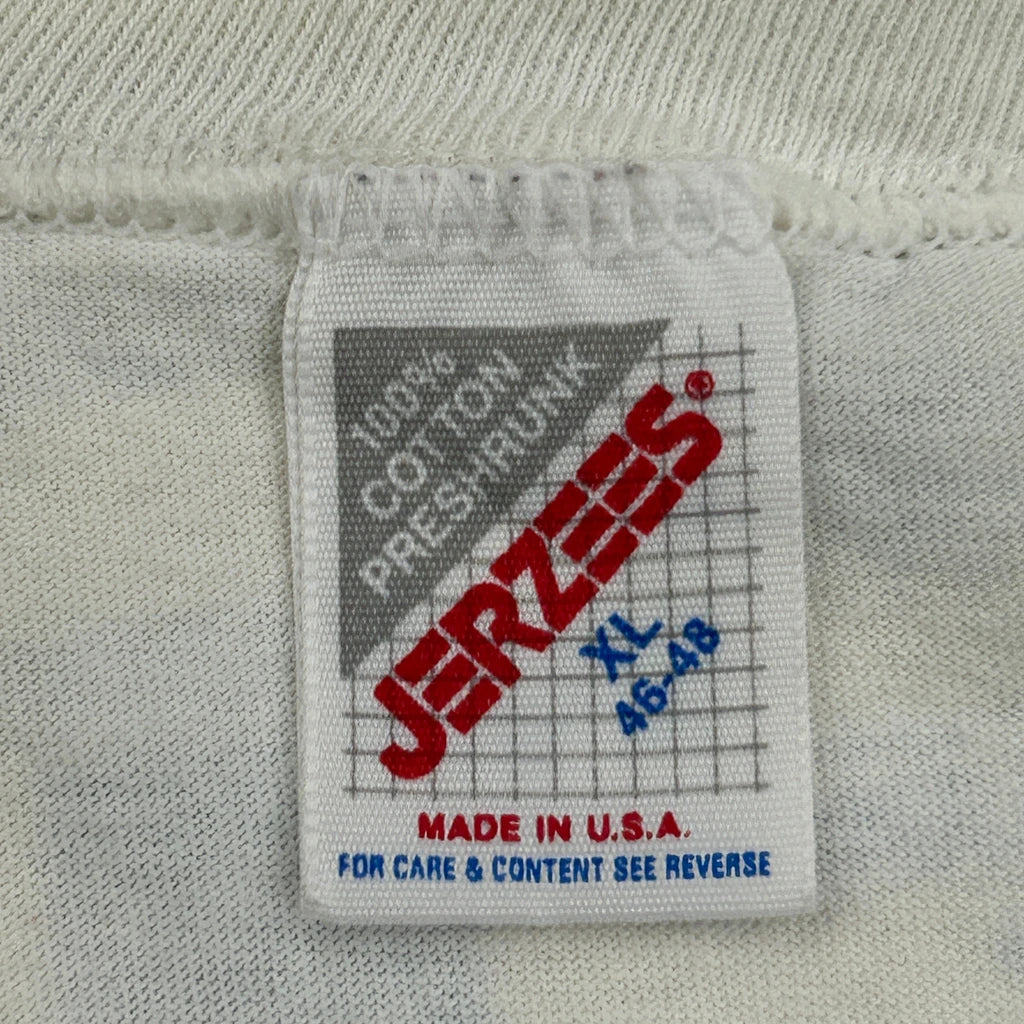 100%
COTTON
PRESHRUNK
JERZEES®
XL
46-48
MADE IN U.S.A.
FOR CARE & CONTENT SEE REVERSE